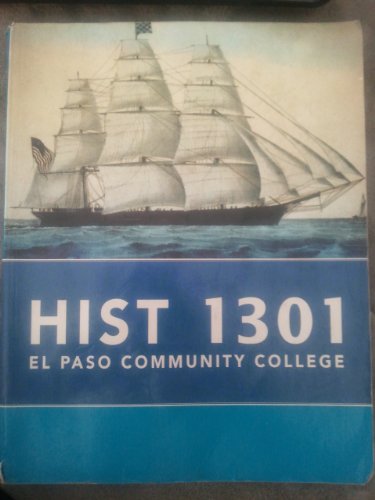 HIST 1301
EL PASO COMMUNITY COLLEGE